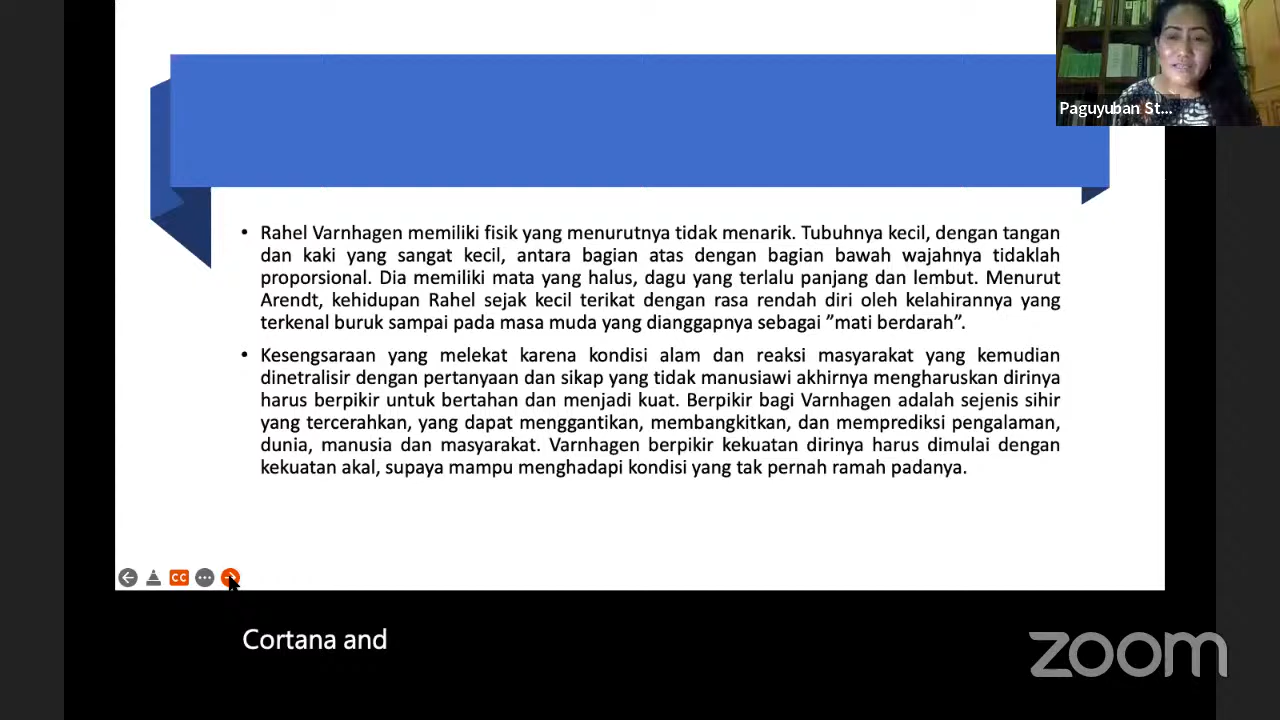 Paguyuban St...
• Rahel Varnhagen memiliki fisik yang menurutnya tidak menarik. Tubuhnya kecil, dengan tangan
dan kaki yang sangat kecil, antara bagian atas dengan bagian bawah wajahnya tidaklah
proporsional. Dia memiliki mata yang halus, dagu yang terlalu panjang dan lembut. Menurut
Arendt, kehidupan Rahel sejak kecil terikat dengan rasa rendah diri oleh kelahirannya yang
terkenal buruk sampai pada masa muda yang dianggapnya sebagai ”mati berdarah”.
• Kesengsaraan yang melekat karena kondisi alam dan reaksi masyarakat yang kemudian
dinetralisir dengan pertanyaan dan sikap yang tidak manusiawi akhirnya mengharuskan dirinya
harus berpikir untuk bertahan dan menjadi kuat. Berpikir bagi Varnhagen adalah sejenis sihir
yang tercerahkan, yang dapat menggantikan, membangkitkan, dan memprediksi pengalaman,
dunia, manusia dan masyarakat. Varnhagen berpikir kekuatan dirinya harus dimulai dengan
kekuatan akal, supaya mampu menghadapi kondisi yang tak pernah ramah padanya.
CC
Cortana and
zoom